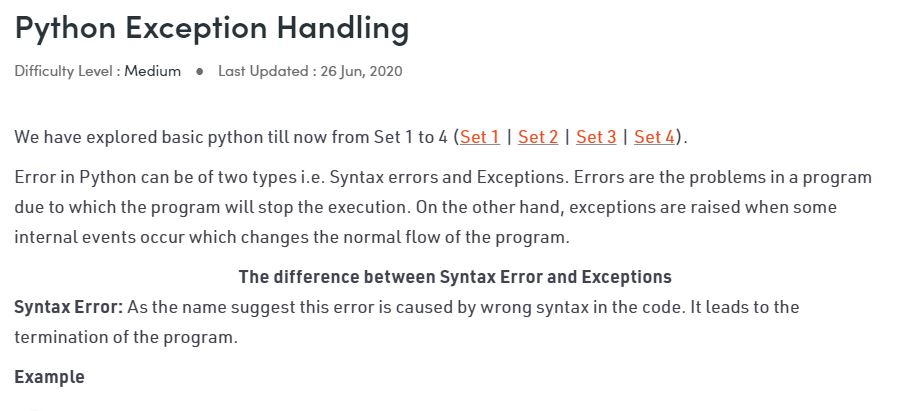 Python Exception Handling
Difficulty Level : Medium ● Last Updated : 26 Jun, 2020
We have explored basic python till now from Set 1 to 4 (Set 1 | Set 2 | Set 3 | Set 4).
Error in Python can be of two types i.e. Syntax errors and Exceptions. Errors are the problems in a program
due to which the program will stop the execution. On the other hand, exceptions are raised when some
internal events occur which changes the normal flow of the program.
The difference between Syntax Error and Exceptions
Syntax Error: As the name suggest this error is caused by wrong syntax in the code. It leads to the
termination of the program.
Example